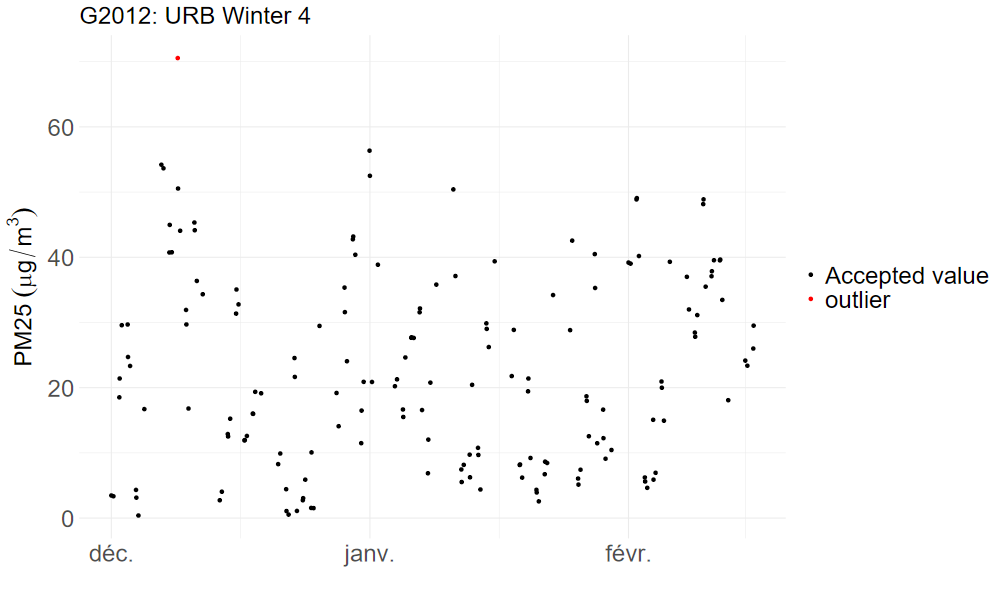 G2012: URB Winter 4
PM25 (μg/m³)
60
40
20
0
déc.
janv.
févr.
Accepted value
outlier